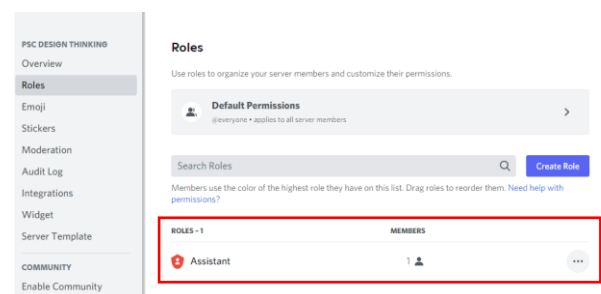 PSC DESIGN THINKING
Overview
Roles
Emoji
Stickers
Moderation
Audit Log
Integrations
Widget
Server Template
COMMUNITY
Enable Community
Roles
Use roles to organize your server members and customize their permissions.
Default Permissions
@everyone • applies to all server members
Search Roles
Create Role
Members use the color of the highest role they have on this list. Drag roles to reorder them. Need help with
permissions?
ROLES - 1 MEMBERS
Assistant 1